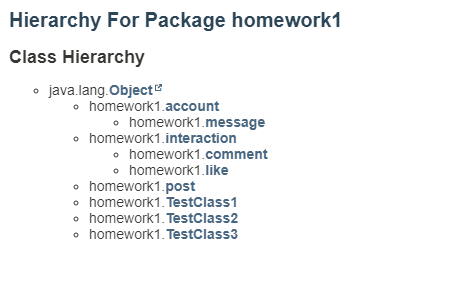 Hierarchy For Package homework1
Class Hierarchy
java.lang.Object
homework1.account
homework1.message
homework1.interaction
homework1.comment
homework1.like
homework1.post
homework1.TestClass1
homework1.TestClass2
homework1.TestClass3